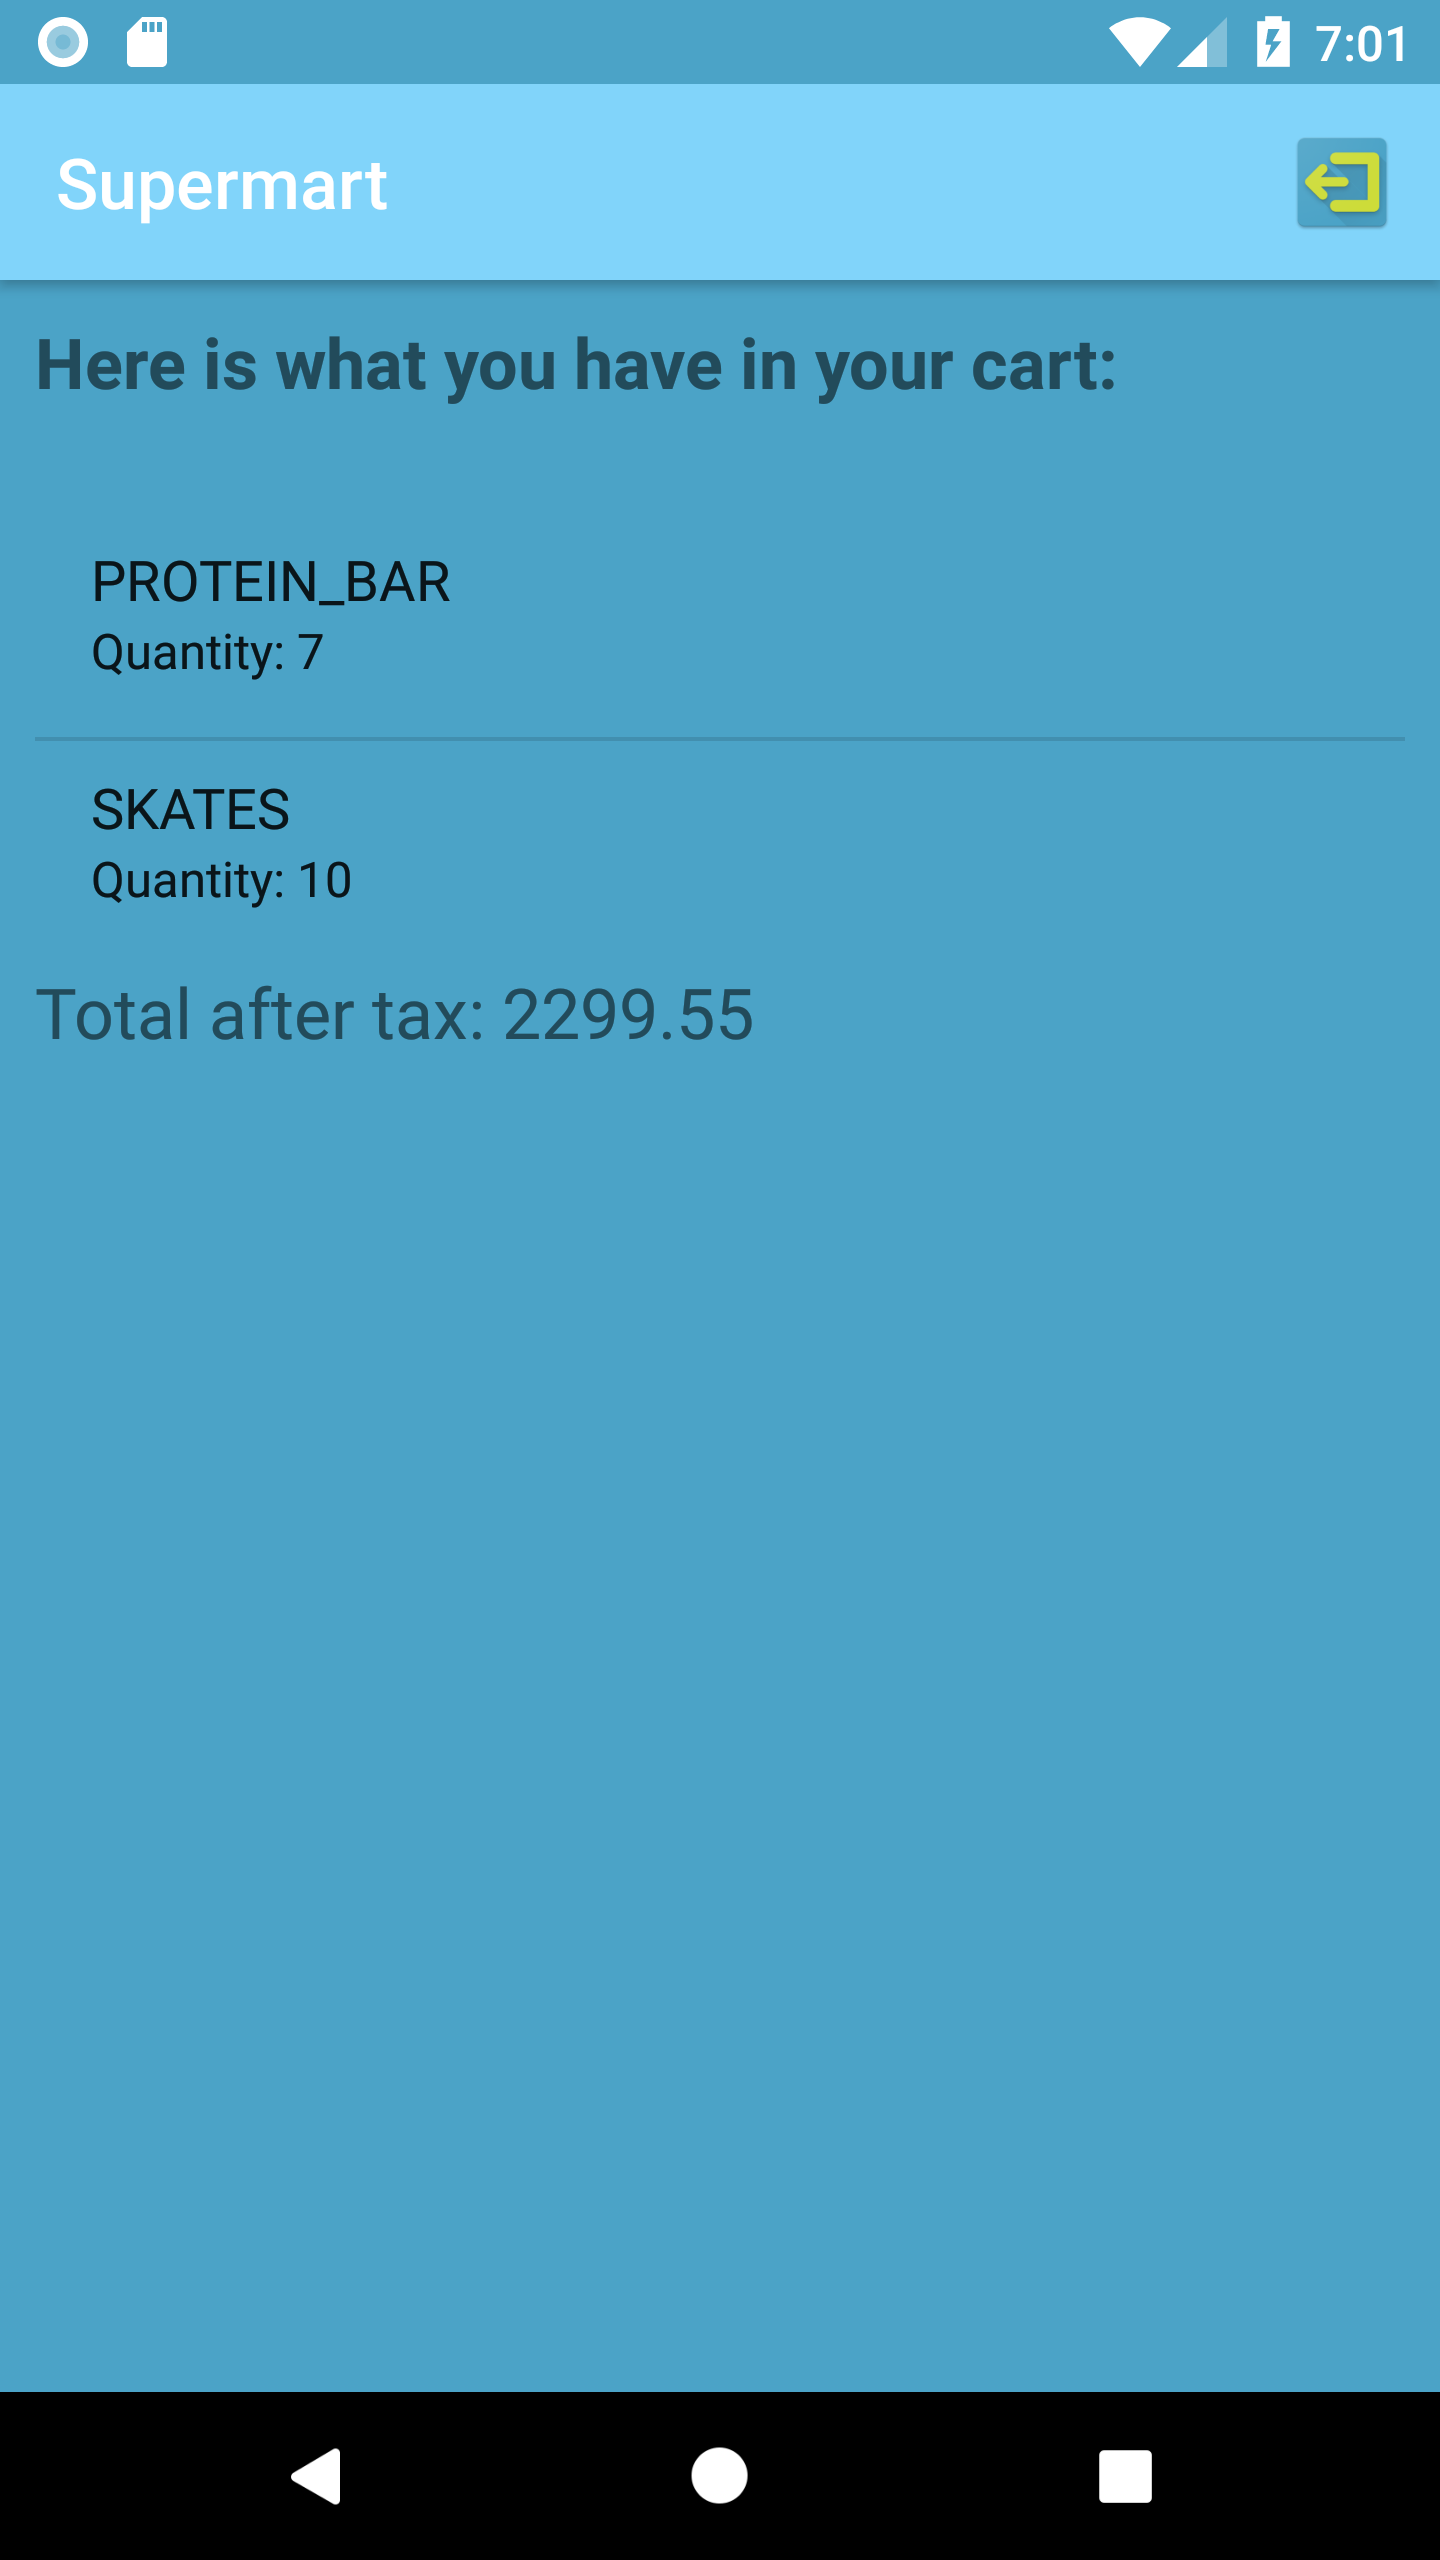 7:01
Supermart
Here is what you have in your cart:
PROTEIN_BAR
Quantity: 7
SKATES
Quantity: 10
Total after tax: 2299.55